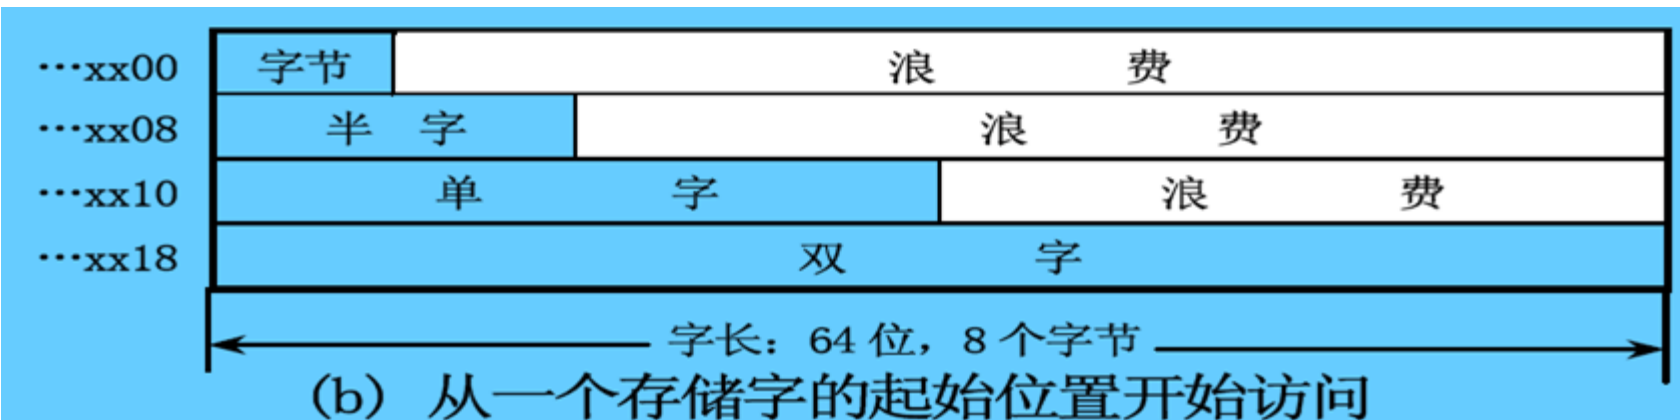 …xx00 字节 浪 费
…xx08 半 字 浪 费
…xx10 单 字 浪 费
…xx18 双 字
字长：64 位，8 个字节
(b) 从一个存储字的起始位置开始访问